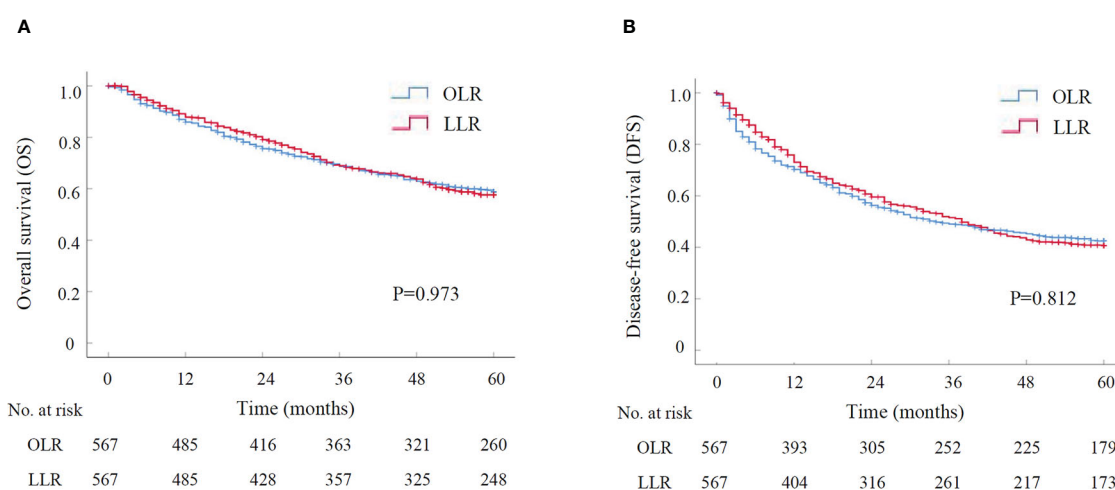 A
Overall survival (OS)
1.0
0.8
0.6
0.4
0.2
0
OLR
LLR
P=0.973
0 12 24 36 48 60
Time (months)
No. at risk
OLR 567 485 416 363 321 260
LLR 567 485 428 357 325 248
B
Disease-free survival (DFS)
1.0
0.8
0.6
0.4
0.2
0
OLR
LLR
P=0.812
0 12 24 36 48 60
Time (months)
No. at risk
OLR 567 393 305 252 225 179
LLR 567 404 316 261 217 173